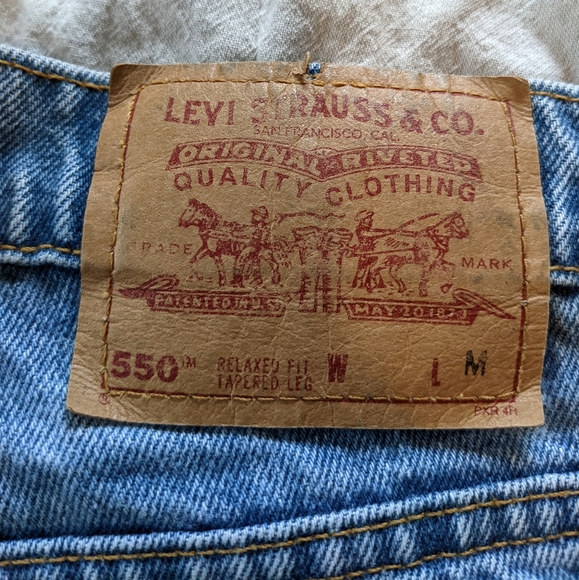 LEVI STRAUSS & CO.
SAN FRANCISCO, CAL.
ORIGINAL RIVETED
QUALITY CLOTHING
TRADE MARK
PATENTED IN U.S. MAY 20 1873
550™ RELAXED FIT W L M
TAPERED LEG
®
PXR 4R